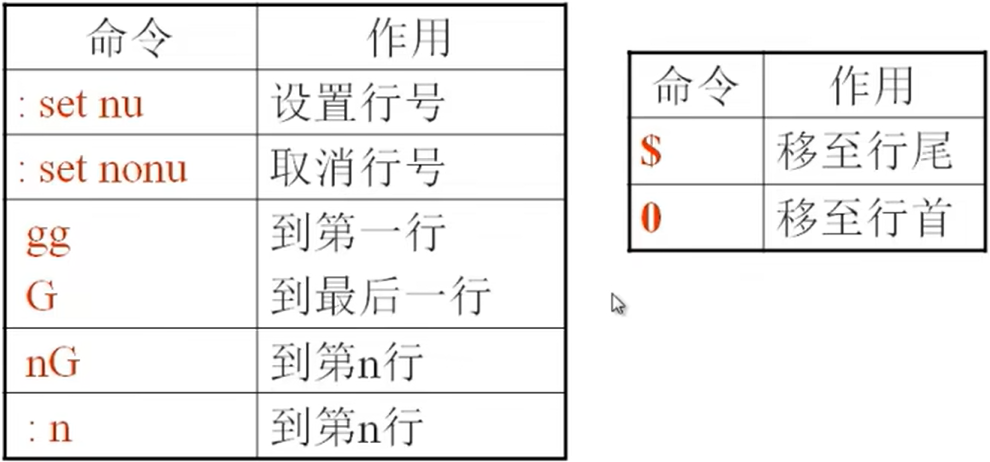 命令 作用
: set nu 设置行号
: set nonu 取消行号
gg 到第一行
G 到最后一行
nG 到第n行
: n 到第n行
命令 作用
$ 移至行尾
0 移至行首